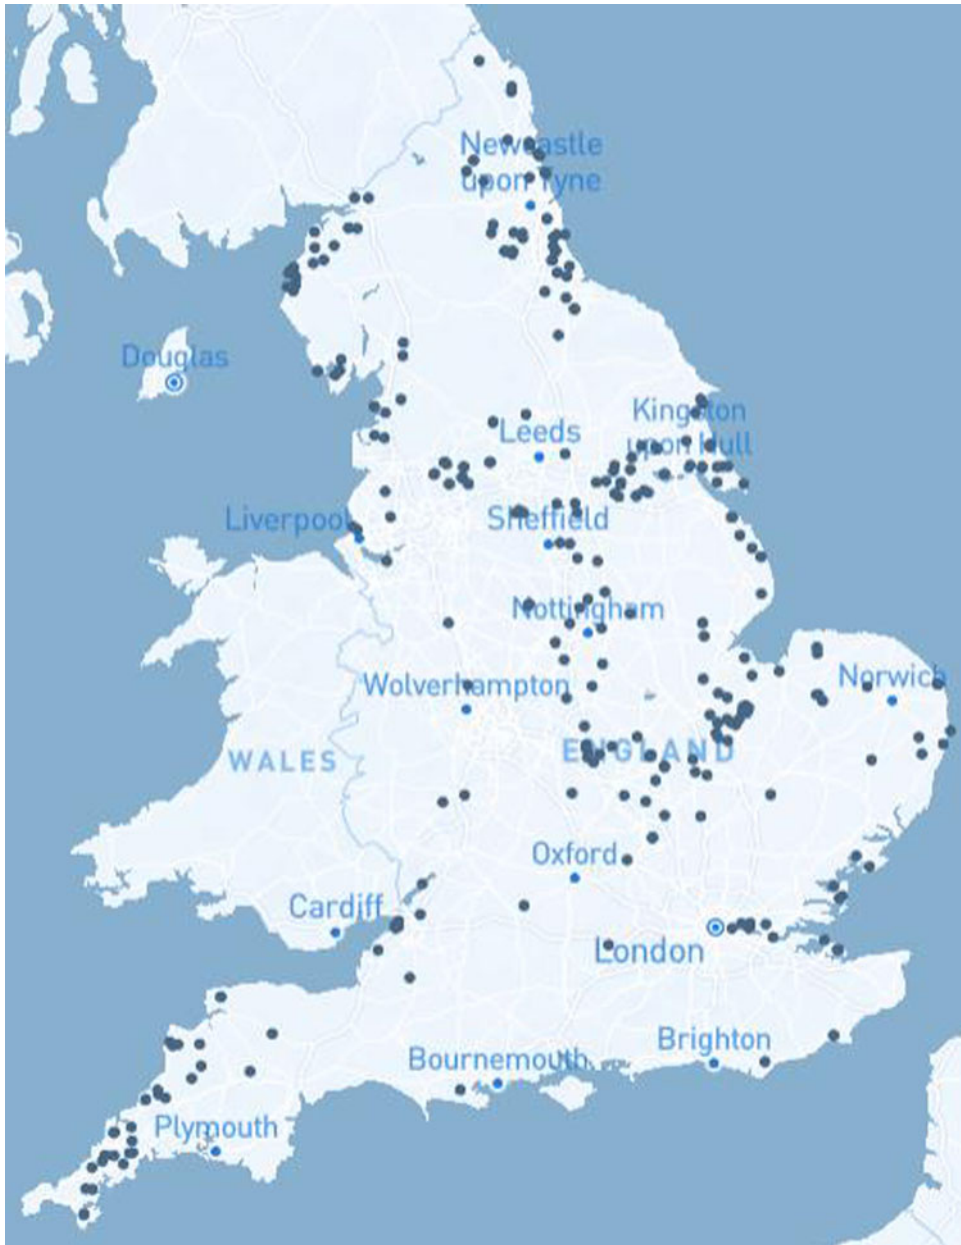 Newcastle
upon Tyne
Douglas
Kingston
upon Hull
Leeds
Liverpool
Sheffield
Nottingham
Wolverhampton
Norwich
WALES
ENGLAND
Oxford
Cardiff
London
Brighton
Bournemouth
Plymouth